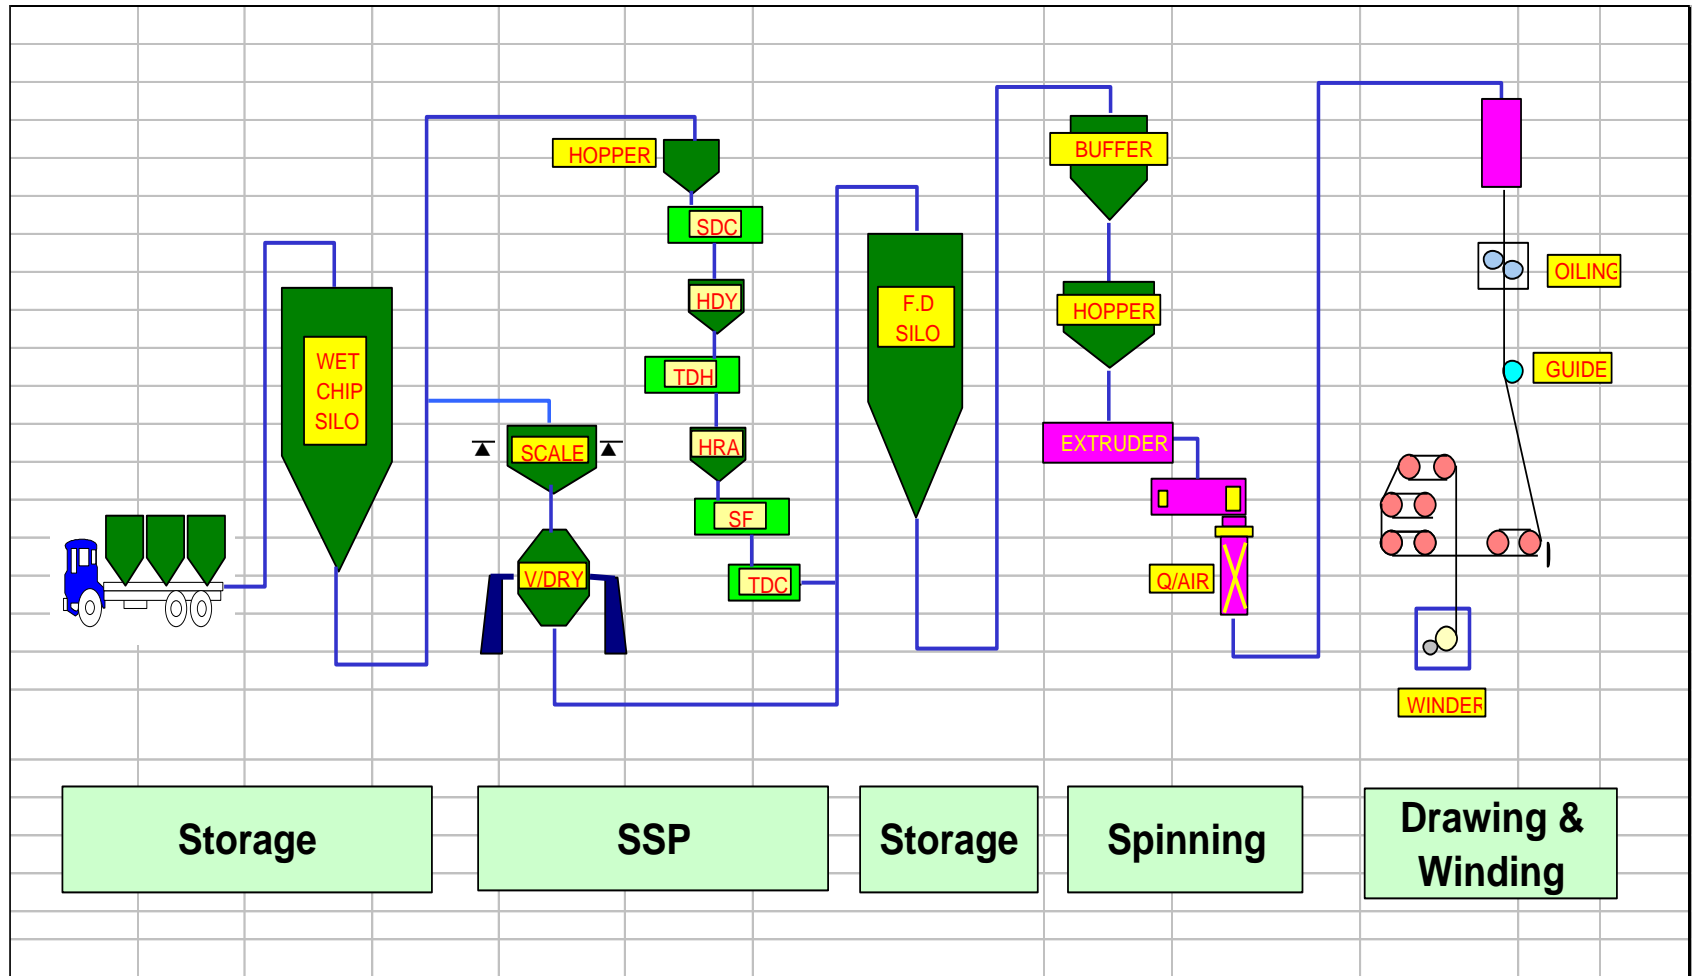 HOPPER
SDC
HDY
TDH
HRA
SF
TDC
WET
CHIP
SILO
SCALE
V/DRY
F.D
SILO
BUFFER
HOPPER
EXTRUDER
Q/AIR
OILING
GUIDE
WINDER
Storage
SSP
Storage
Spinning
Drawing &
Winding